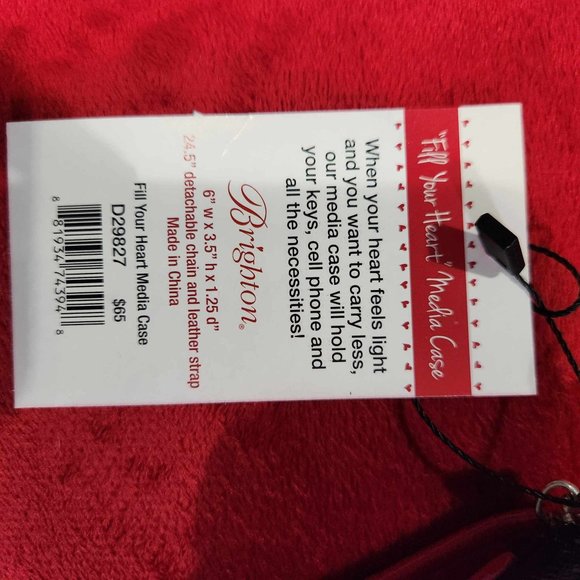 "Fill Your Heart" Media Case
When your heart feels light
and you want to carry less,
our media case will hold
your keys, cell phone and
all the necessities!
Brighton®
6" w x 3.5" h x 1.25 d"
24.5" detachable chain and leather strap
Made in China
Fill Your Heart Media Case
D29827 $65
8 81934 74394 8